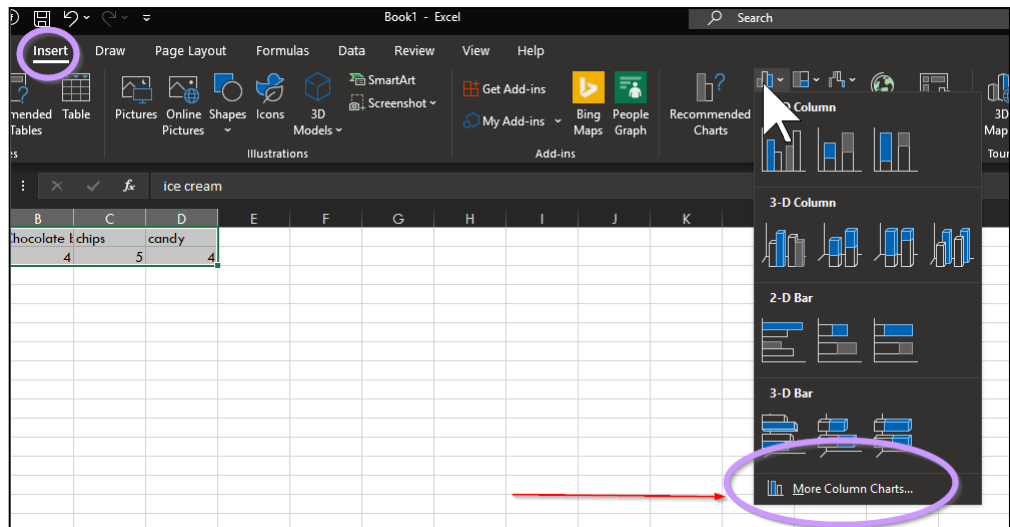 Book1 - Excel
Search
Insert Draw Page Layout Formulas Data Review View Help
mended Tables
Table
Pictures
Online Pictures
Shapes
Icons
3D Models
SmartArt
Screenshot
Illustrations
Get Add-ins
My Add-ins
Bing Maps
People Graph
Add-ins
Recommended Charts
3D Map
Tour
fx ice cream
B C D E F G H I J K
chips candy
4 5 4
Column
3-D Column
2-D Bar
3-D Bar
More Column Charts...